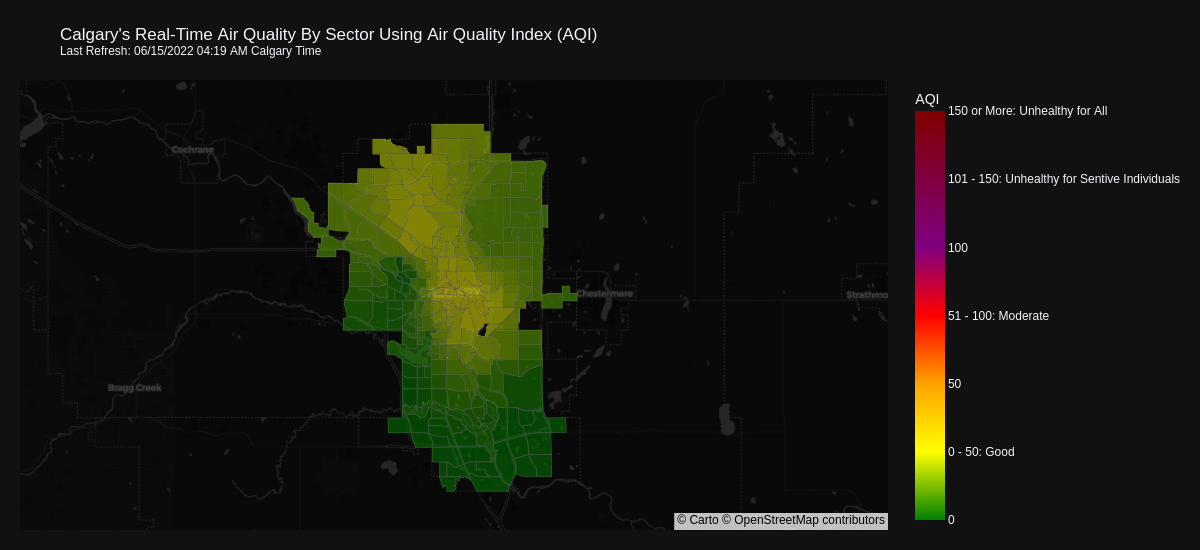 Calgary's Real-Time Air Quality By Sector Using Air Quality Index (AQI)
Last Refresh: 06/15/2022 04:19 AM Calgary Time
AQI
150 or More: Unhealthy for All
101 - 150: Unhealthy for Sentive Individuals
100
51 - 100: Moderate
50
0 - 50: Good
0
Cochrane
Chestermere
Strathmo
Bragg Creek
© Carto © OpenStreetMap contributors